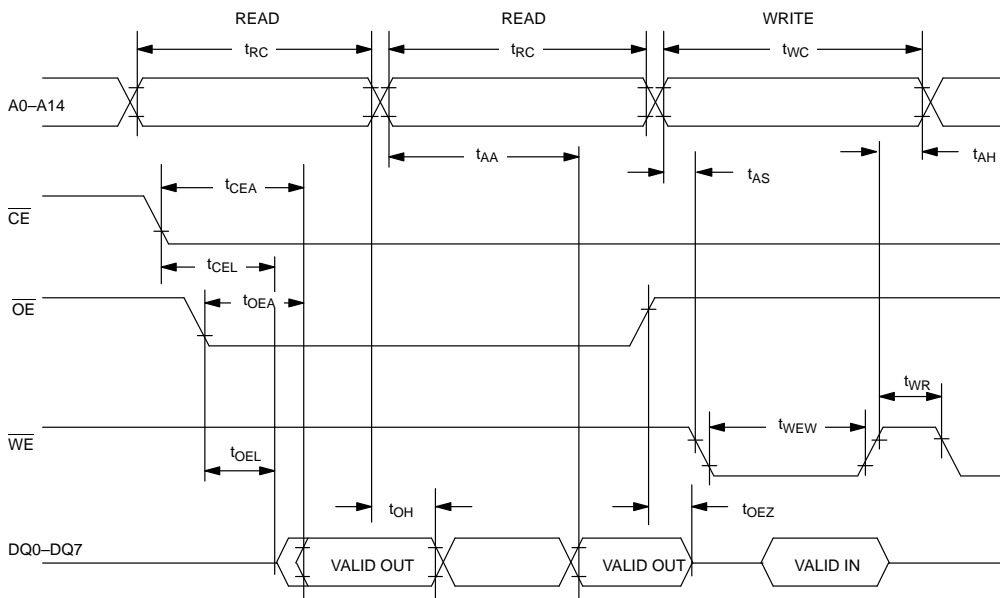 READ READ WRITE
tRC tRC tWC
A0–A14
tAA tAH
tCEA tAS
CE
tCEL
OE tOEA
tWR
WE tWEW
tOEL
tOH tOEZ
DQ0–DQ7
VALID OUT VALID OUT VALID IN